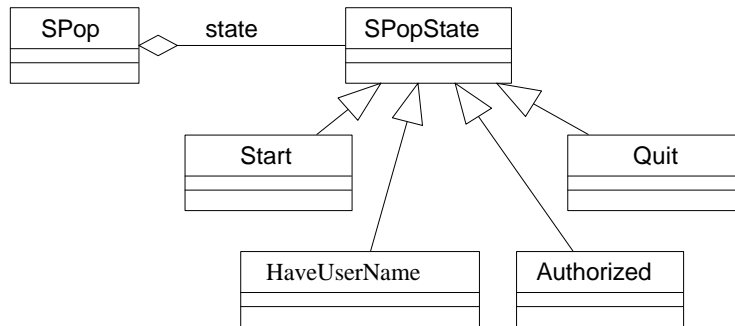 SPop
state
SPopState
Start
Quit
HaveUserName
Authorized